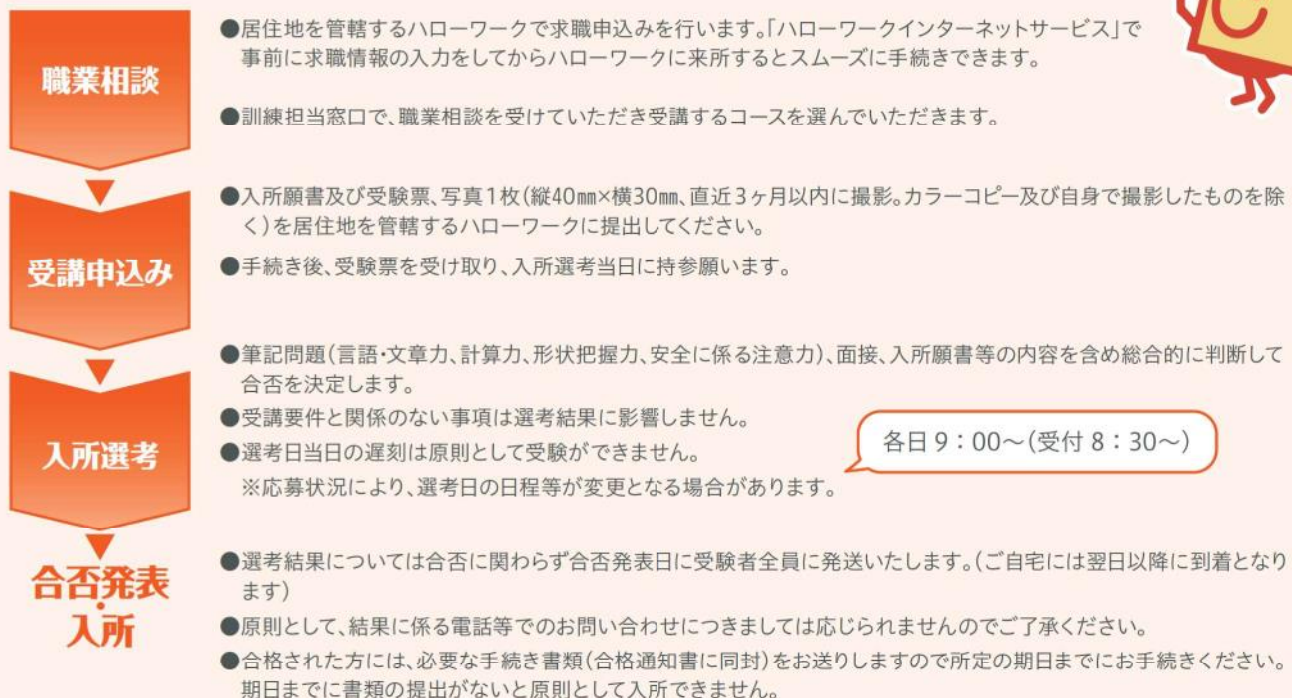 職業相談
●居住地を管轄するハローワークで求職申込みを行います。「ハローワークインターネットサービス」で
事前に求職情報の入力をしてからハローワークに来所するとスムーズに手続きできます。
●訓練担当窓口で、職業相談を受けていただき受講するコースを選んでいただきます。
受講申込み
●入所願書及び受験票、写真1枚(縦40㎜×横30㎜、直近3ヶ月以内に撮影。カラーコピー及び自身で撮影したものを除
く)を居住地を管轄するハローワークに提出してください。
●手続き後、受験票を受け取り、入所選考当日に持参願います。
入所選考
●筆記問題(言語・文章力、計算力、形状把握力、安全に係る注意力)、面接、入所願書等の内容を含め総合的に判断して
合否を決定します。
●受講要件と関係のない事項は選考結果に影響しません。
●選考日当日の遅刻は原則として受験ができません。
※応募状況により、選考日の日程等が変更となる場合があります。
各日 9：00～(受付 8：30～)
合否発表
・
入所
●選考結果については合否に関わらず合否発表日に受験者全員に発送いたします。(ご自宅には翌日以降に到着となり
ます)
●原則として、結果に係る電話等でのお問い合わせにつきましては応じられませんのでご了承ください。
●合格された方には、必要な手続き書類(合格通知書に同封)をお送りしますので所定の期日までにお手続きください。
期日までに書類の提出がないと原則として入所できません。